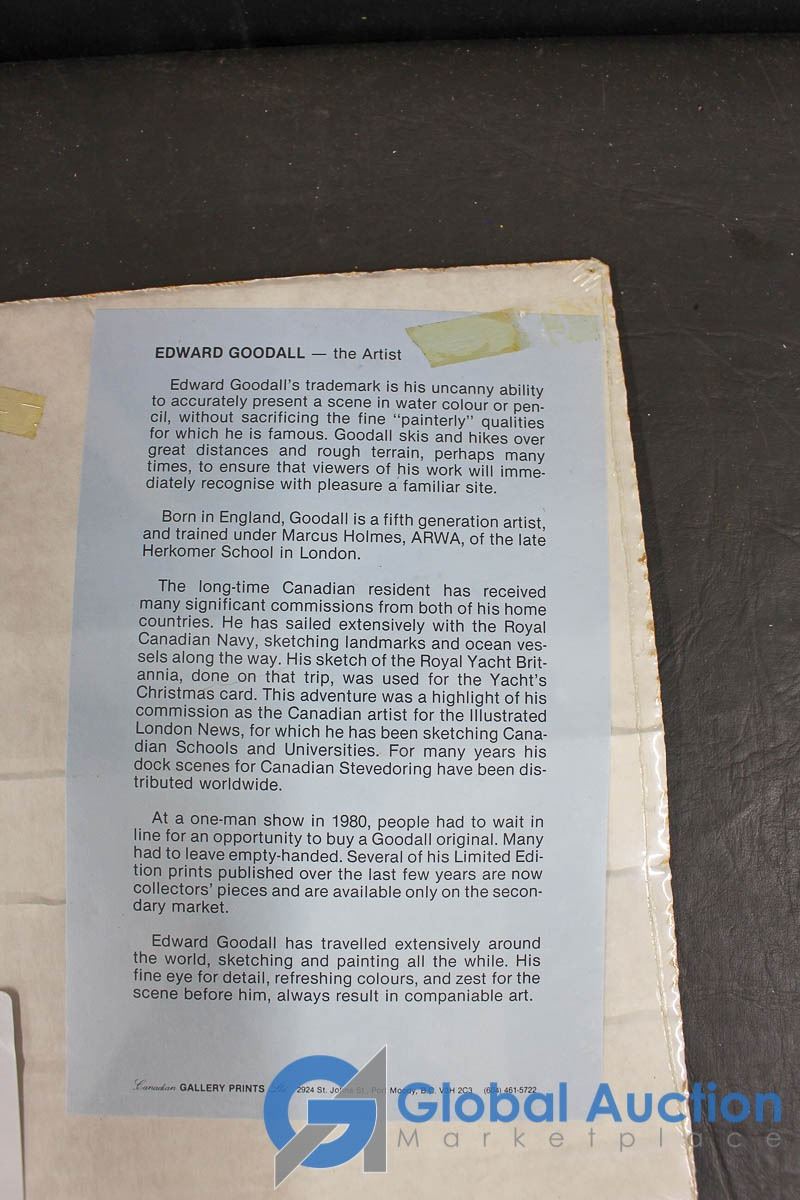 EDWARD GOODALL — the Artist
Edward Goodall's trademark is his uncanny ability
to accurately present a scene in water colour or pen-
cil, without sacrificing the fine "painterly" qualities
for which he is famous. Goodall skis and hikes over
great distances and rough terrain, perhaps many
times, to ensure that viewers of his work will imme-
diately recognise with pleasure a familiar site.
Born in England, Goodall is a fifth generation artist,
and trained under Marcus Holmes, ARWA, of the late
Herkomer School in London.
The long-time Canadian resident has received
many significant commissions from both of his home
countries. He has sailed extensively with the Royal
Canadian Navy, sketching landmarks and ocean ves-
sels along the way. His sketch of the Royal Yacht Brit-
annia, done on that trip, was used for the Yacht's
Christmas card. This adventure was a highlight of his
commission as the Canadian artist for the Illustrated
London News, for which he has been sketching Cana-
dian Schools and Universities. For many years his
dock scenes for Canadian Stevedoring have been dis-
tributed worldwide.
At a one-man show in 1980, people had to wait in
line for an opportunity to buy a Goodall original. Many
had to leave empty-handed. Several of his Limited Edi-
tion prints published over the last few years are now
collectors' pieces and are available only on the secon-
dary market.
Edward Goodall has travelled extensively around
the world, sketching and painting all the while. His
fine eye for detail, refreshing colours, and zest for the
scene before him, always result in companiable art.
Canadian GALLERY PRINTS 2924 St. Johns St., Port Moody, B.C. V3H 2C3 (604) 461-5722
Global Auction
Marketplace